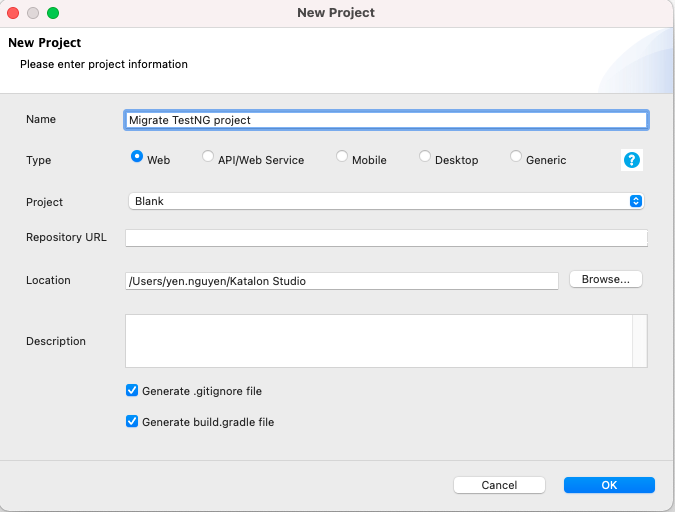 New Project
New Project
Please enter project information
Name
Migrate TestNG project
Type
Web
API/Web Service
Mobile
Desktop
Generic
?
Project
Blank
Repository URL
Location
/Users/yen.nguyen/Katalon Studio
Browse...
Description
Generate .gitignore file
Generate build.gradle file
Cancel
OK